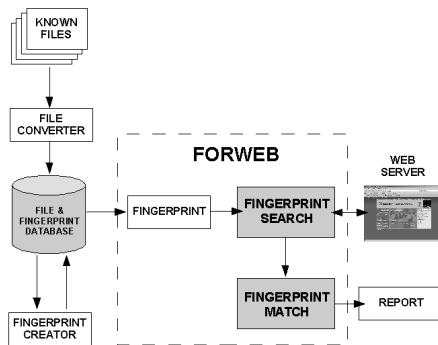 KNOWN
FILES
FILE
CONVERTER
FORWEB
WEB
SERVER
FILE &
FINGERPRINT
DATABASE
FINGERPRINT
FINGERPRINT
SEARCH
FINGERPRINT
MATCH
REPORT
FINGERPRINT
CREATOR